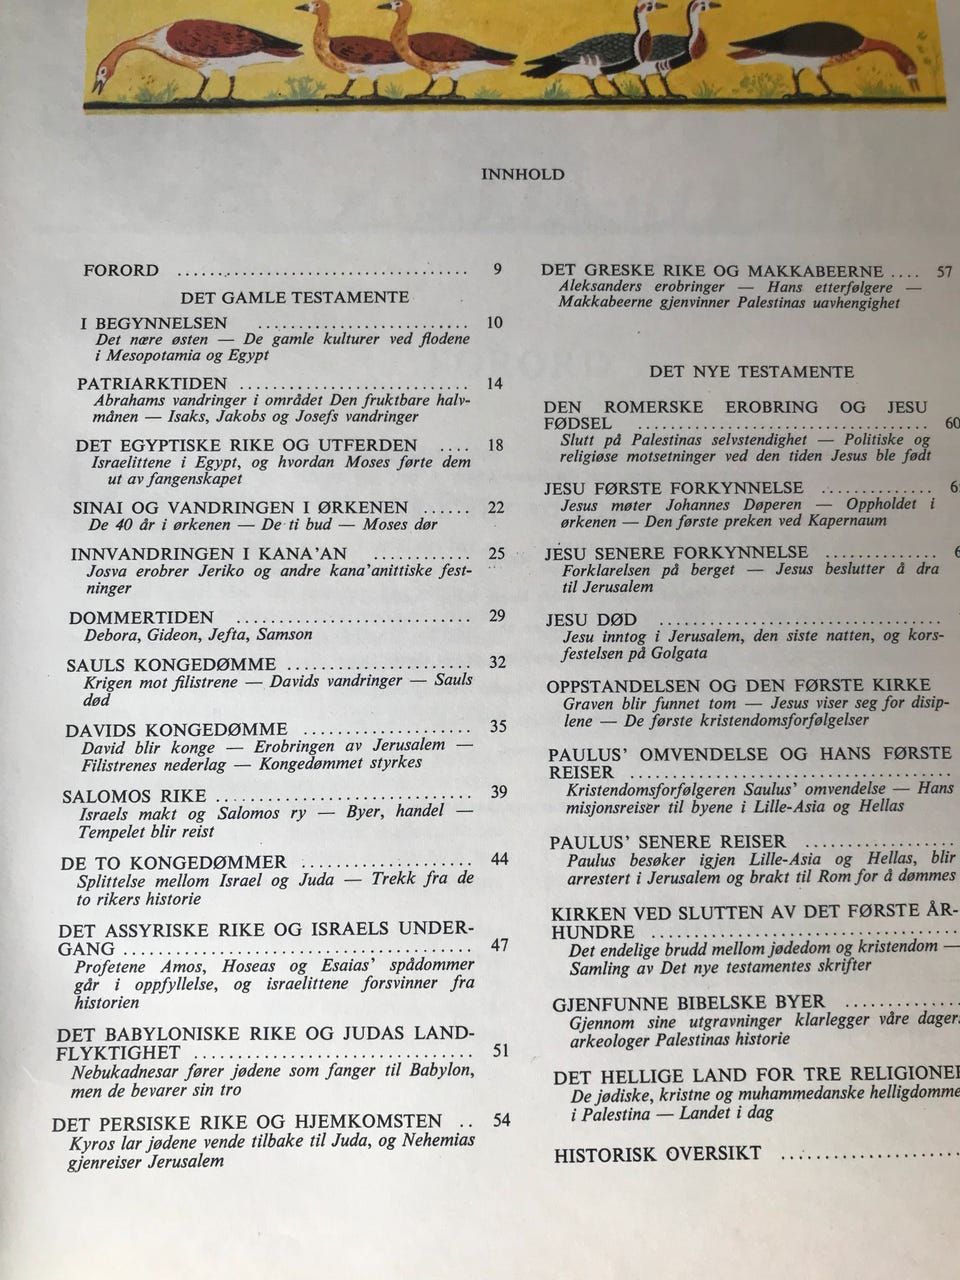 INNHOLD
FORORD .................................... 9
DET GAMLE TESTAMENTE
I BEGYNNELSEN .......................... 10
Det nære østen — De gamle kulturer ved flodene
i Mesopotamia og Egypt
PATRIARKTIDEN ............................ 14
Abrahams vandringer i området Den fruktbare halv-
månen — Isaks, Jakobs og Josefs vandringer
DET EGYPTISKE RIKE OG UTFERDEN .... 18
Israelittene i Egypt, og hvordan Moses førte dem
ut av fangenskapet
SINAI OG VANDRINGEN I ØRKENEN ...... 22
De 40 år i ørkenen — De ti bud — Moses dør
INNVANDRINGEN I KANA'AN ............ 25
Josva erobrer Jeriko og andre kana'anittiske fest-
ninger
DOMMERTIDEN ............................. 29
Debora, Gideon, Jefta, Samson
SAULS KONGEDØMME ....................... 32
Krigen mot filistrene — Davids vandringer — Sauls
død
DAVIDS KONGEDØMME ..................... 35
David blir konge — Erobringen av Jerusalem —
Filistrenes nederlag — Kongedømmet styrkes
SALOMOS RIKE ............................... 39
Israels makt og Salomos ry — Byer, handel —
Tempelet blir reist
DE TO KONGEDØMMER ..................... 44
Splittelse mellom Israel og Juda — Trekk fra de
to rikers historie
DET ASSYRISKE RIKE OG ISRAELS UNDER-
GANG ........................................... 47
Profetene Amos, Hoseas og Esaias' spådommer
går i oppfyllelse, og israelittene forsvinner fra
historien
DET BABYLONISKE RIKE OG JUDAS LAND-
FLYKTIGHET .................................. 51
Nebukadnesar fører jødene som fanger til Babylon,
men de bevarer sin tro
DET PERSISKE RIKE OG HJEMKOMSTEN .. 54
Kyros lar jødene vende tilbake til Juda, og Nehemias
gjenreiser Jerusalem
DET GRESKE RIKE OG MAKKABEERNE .... 57
Aleksanders erobringer — Hans etterfølgere —
Makkabeerne gjenvinner Palestinas uavhengighet
DET NYE TESTAMENTE
DEN ROMERSKE EROBRING OG JESU
FØDSEL .................................... 60
Slutt på Palestinas selvstendighet — Politiske og
religiøse motsetninger ved den tiden Jesus ble født
JESU FØRSTE FORKYNNELSE ..............
Jesus møter Johannes Døperen — Oppholdet i
ørkenen — Den første preken ved Kapernaum
JESU SENERE FORKYNNELSE ..............
Forklarelsen på berget — Jesus beslutter å dra
til Jerusalem
JESU DØD ...................................
Jesu inntog i Jerusalem, den siste natten, og kors-
festelsen på Golgata
OPPSTANDELSEN OG DEN FØRSTE KIRKE
Graven blir funnet tom — Jesus viser seg for disip-
lene — De første kristendomsforfølgelser
PAULUS' OMVENDELSE OG HANS FØRSTE
REISER ........................................
Kristendomsforfølgeren Saulus' omvendelse — Hans
misjonsreiser til byene i Lille-Asia og Hellas
PAULUS' SENERE REISER ...................
Paulus besøker igjen Lille-Asia og Hellas, blir
arrestert i Jerusalem og brakt til Rom for å dømmes
KIRKEN VED SLUTTEN AV DET FØRSTE ÅR-
HUNDRE ......................................
Det endelige brudd mellom jødedom og kristendom —
Samling av Det nye testamentes skrifter
GJENFUNNE BIBELSKE BYER ..............
Gjennom sine utgravninger klarlegger våre dagers
arkeologer Palestinas historie
DET HELLIGE LAND FOR TRE RELIGIONER
De jødiske, kristne og muhammedanske helligdomme
i Palestina — Landet i dag
HISTORISK OVERSIKT ......................